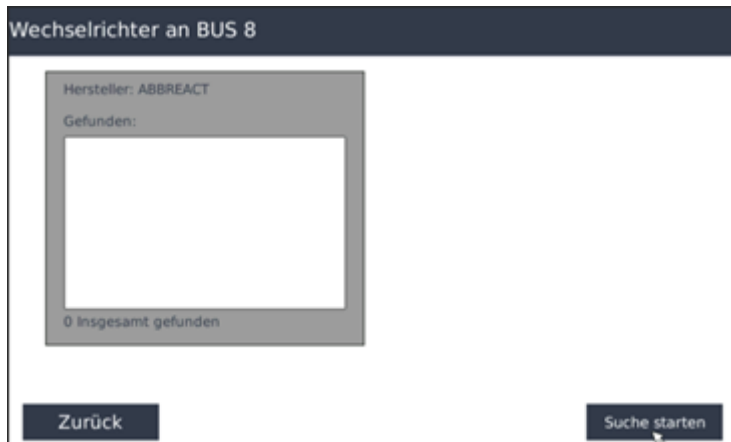 Wechselrichter an BUS 8
Hersteller: ABBREACT
Gefunden:
0 Insgesamt gefunden
Zurück
Suche starten